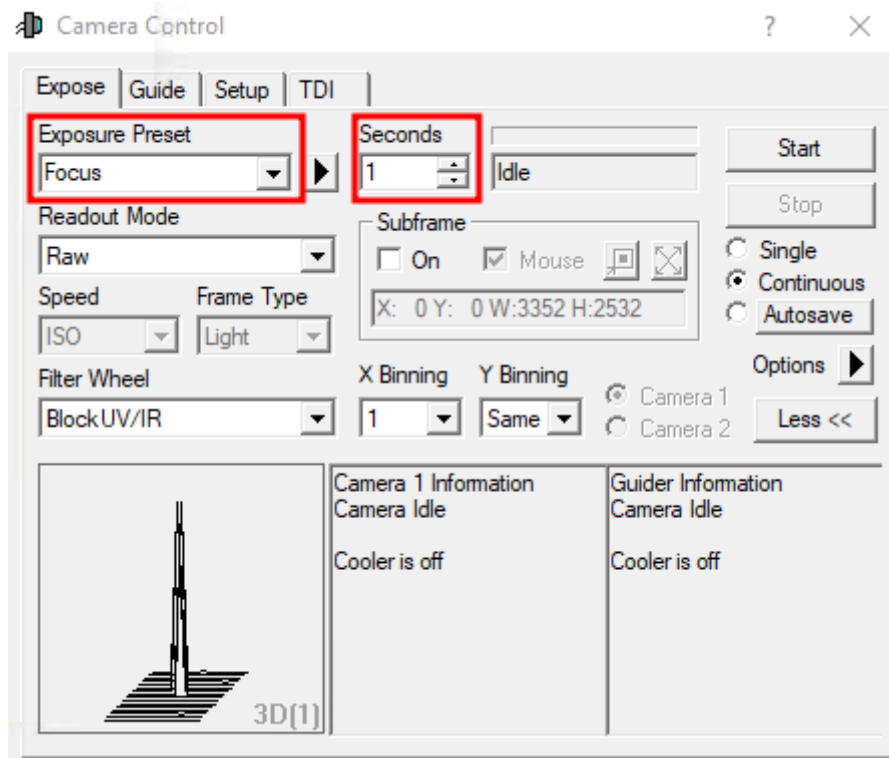 Camera Control ?
Expose Guide Setup TDI
Exposure Preset Seconds
Focus 1 Idle Start
Stop
Readout Mode Subframe
Raw On Mouse Single
Continuous
Speed Frame Type X: 0 Y: 0 W:3352 H:2532 Autosave
ISO Light
Filter Wheel X Binning Y Binning Camera 1 Options
BlockUV/IR 1 Same Camera 2 Less <<
Camera 1 Information Guider Information
Camera Idle Camera Idle
Cooler is off Cooler is off
3D(1)